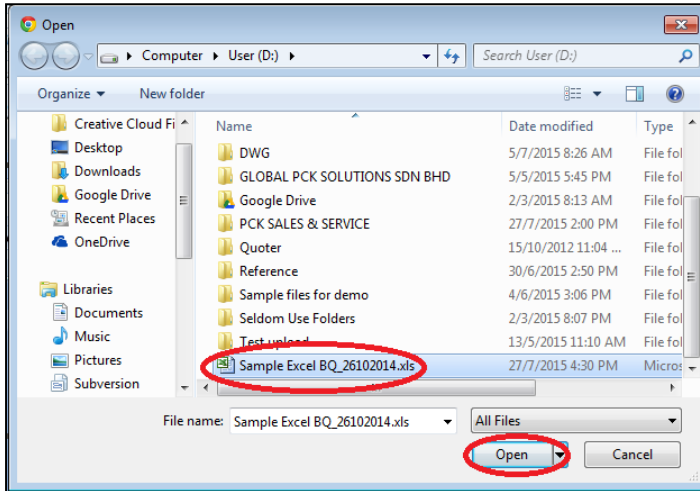 Open
Computer User (D:)
Search User (D:)
Organize New folder
Creative Cloud Fi
Desktop
Downloads
Google Drive
Recent Places
OneDrive
Libraries
Documents
Music
Pictures
Subversion
Name Date modified Type
DWG 5/7/2015 8:26 AM File fol
GLOBAL PCK SOLUTIONS SDN BHD 5/5/2015 5:45 PM File fol
Google Drive 2/3/2015 8:13 AM File fol
PCK SALES & SERVICE 27/7/2015 2:00 PM File fol
Quoter 15/10/2012 11:04 ... File fol
Reference 30/6/2015 2:50 PM File fol
Sample files for demo 4/6/2015 3:06 PM File fol
Seldom Use Folders 2/3/2015 8:07 PM File fol
Test upload 13/5/2015 11:10 AM File fol
Sample Excel BQ_26102014.xls 27/7/2015 4:30 PM Micros
File name: Sample Excel BQ_26102014.xls All Files
Open Cancel